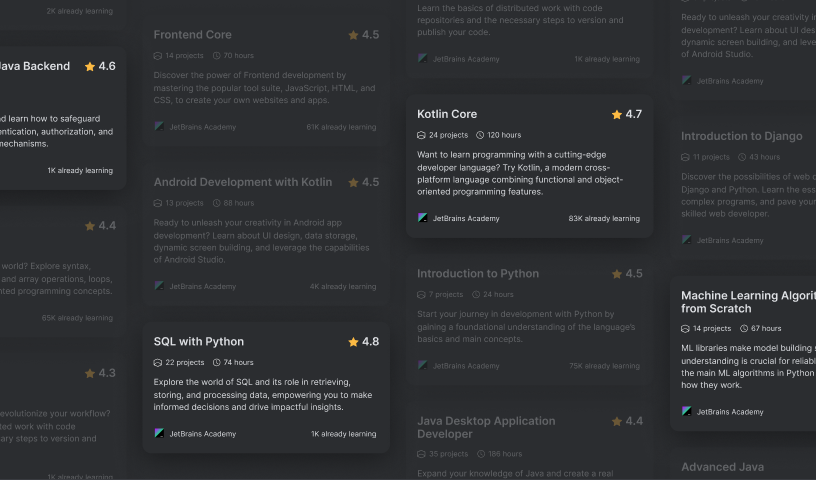 2K already learning
Java Backend 4.6
nd learn how to safeguard
entication, authorization, and
mechanisms.
1K already learning
4.4
world? Explore syntax,
and array operations, loops,
nted programming concepts.
65K already learning
4.3
evolutionize your workflow?
ted work with code
ary steps to version and
1K already learning
Frontend Core 4.5
14 projects 70 hours
Discover the power of Frontend development by
mastering the popular tool suite, JavaScript, HTML, and
CSS, to create your own websites and apps.
JetBrains Academy 61K already learning
Android Development with Kotlin 4.5
13 projects 88 hours
Ready to unleash your creativity in Android app
development? Learn about UI design, data storage,
dynamic screen building, and leverage the capabilities
of Android Studio.
JetBrains Academy 4K already learning
SQL with Python 4.8
22 projects 74 hours
Explore the world of SQL and its role in retrieving,
storing, and processing data, empowering you to make
informed decisions and drive impactful insights.
JetBrains Academy 1K already learning
Learn the basics of distributed work with code
repositories and the necessary steps to version and
publish your code.
JetBrains Academy 1K already learning
Kotlin Core 4.7
24 projects 120 hours
Want to learn programming with a cutting-edge
developer language? Try Kotlin, a modern cross-
platform language combining functional and object-
oriented programming features.
JetBrains Academy 83K already learning
Introduction to Python 4.5
7 projects 24 hours
Start your journey in development with Python by
gaining a foundational understanding of the language's
basics and main concepts.
JetBrains Academy 75K already learning
Java Desktop Application 4.4
Developer
35 projects 186 hours
Expand your knowledge of Java and create a real
Ready to unleash your creativity in
development? Learn about UI des
dynamic screen building, and leve
of Android Studio.
JetBrains Academy
Introduction to Django
11 projects 43 hours
Discover the possibilities of web d
Django and Python. Learn the ess
complex programs, and pave your
skilled web developer.
JetBrains Academy
Machine Learning Algorit
from Scratch
14 projects 67 hours
ML libraries make model building s
understanding is crucial for reliabl
the main ML algorithms in Python
how they work.
JetBrains Academy
Advanced Java